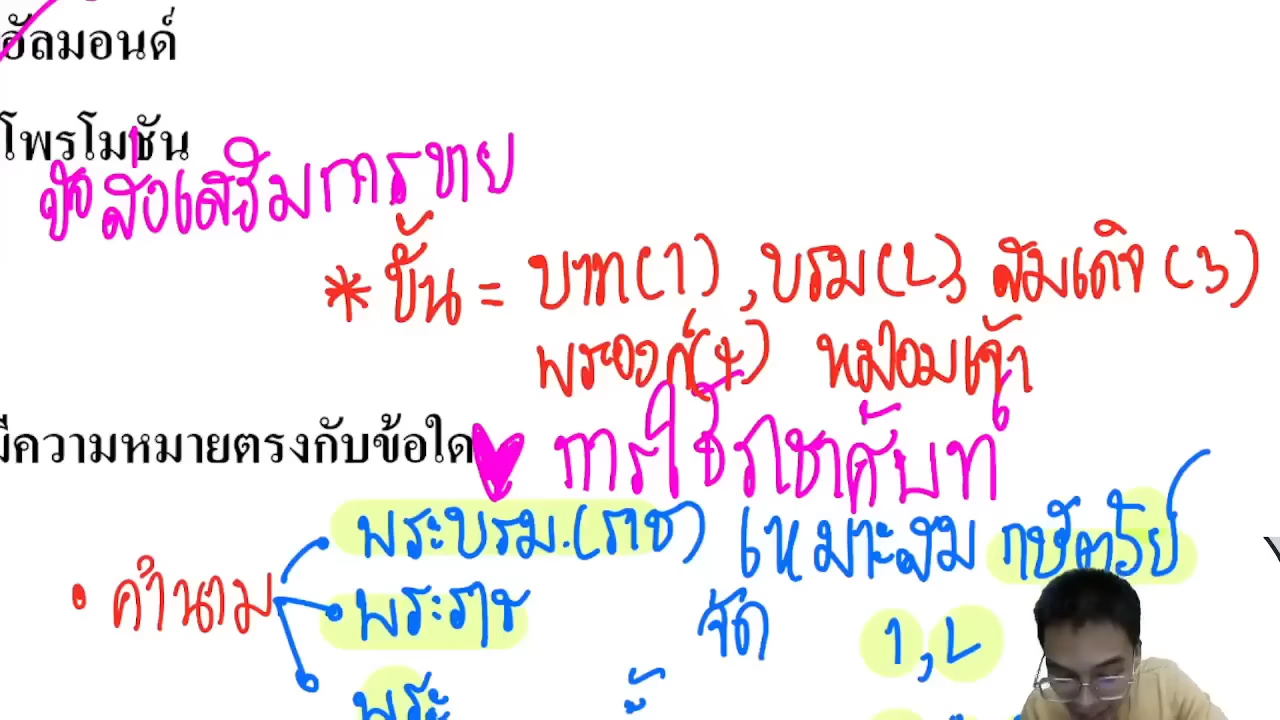 อัลมอนด์
โพรโมชัน
ส่งเสริมการขาย
* ขั้น = บาท(1), บรม(2), สมเด็จ(3)
พระองค์(4) หม่อมเจ้า
มีความหมายตรงกับข้อใด
การใช้ราชาศัพท์
พระบรม.(ราช) เหมาะสม กษัตริย์
• คำนาม
พระราช จัด 1,2
พระ